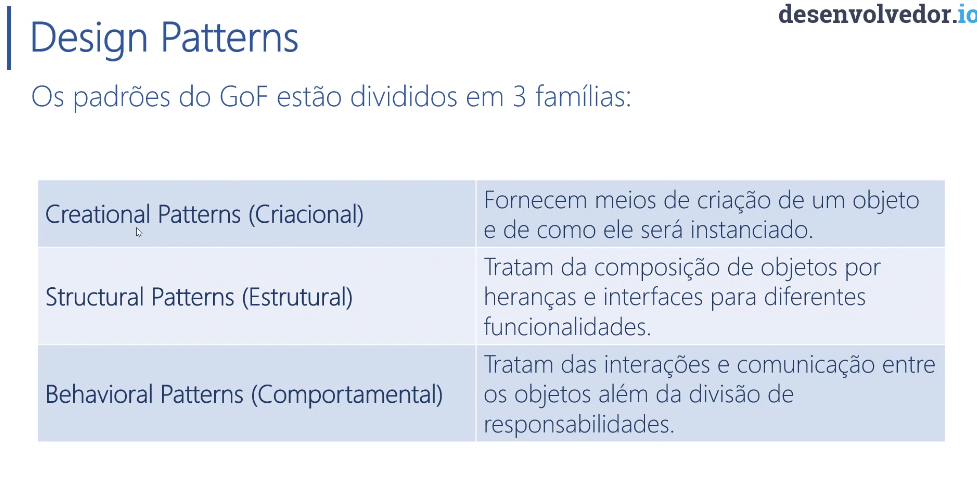 desenvolvedor.io
Design Patterns
Os padrões do GoF estão divididos em 3 famílias:
Creational Patterns (Criacional)
Fornecem meios de criação de um objeto
e de como ele será instanciado.
Structural Patterns (Estrutural)
Tratam da composição de objetos por
heranças e interfaces para diferentes
funcionalidades.
Behavioral Patterns (Comportamental)
Tratam das interações e comunicação entre
os objetos além da divisão de
responsabilidades.